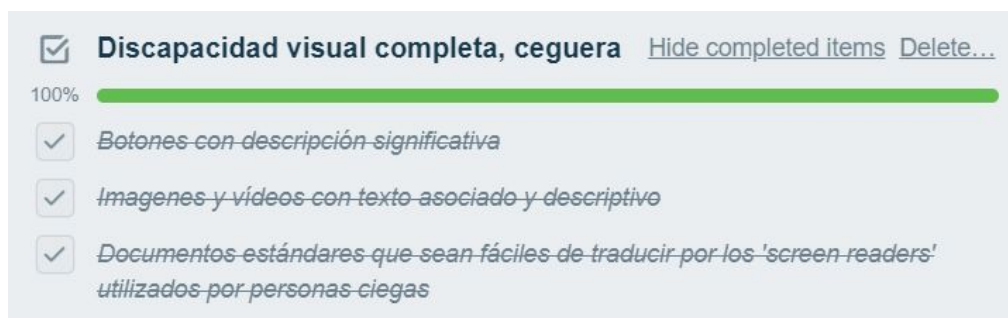 Discapacidad visual completa, ceguera Hide completed items Delete…
100%
Botones con descripción significativa
Imagenes y vídeos con texto asociado y descriptivo
Documentos estándares que sean fáciles de traducir por los 'screen readers'
utilizados por personas ciegas